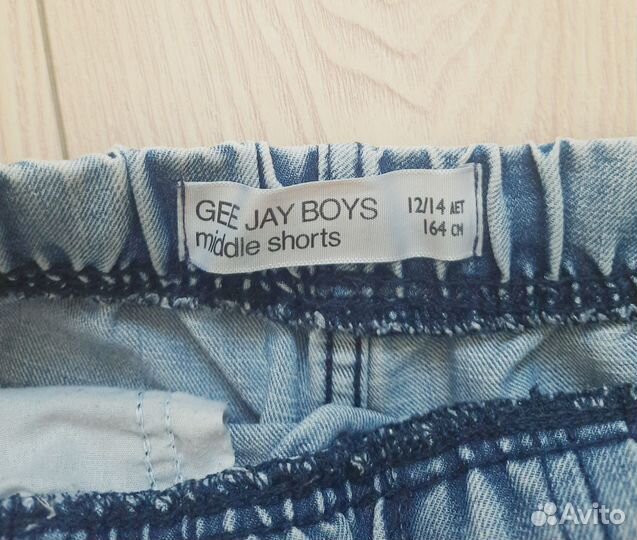 GEE JAY BOYS
middle shorts
12/14 ЛЕТ
164 СМ
Avito